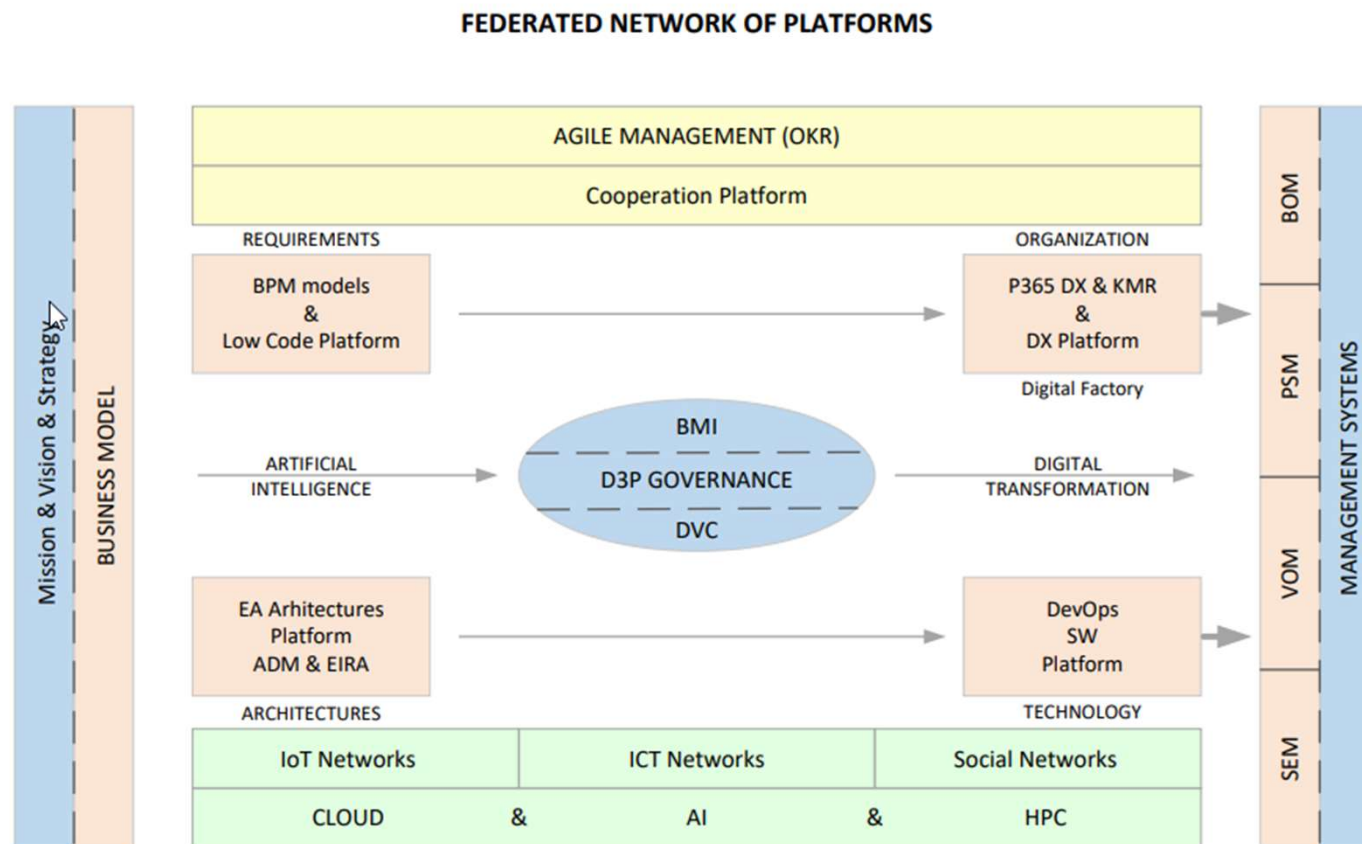 FEDERATED NETWORK OF PLATFORMS
Mission & Vision & Strategy
BUSINESS MODEL
AGILE MANAGEMENT (OKR)
Cooperation Platform
REQUIREMENTS
BPM models
&
Low Code Platform
ORGANIZATION
P365 DX & KMR
&
DX Platform
Digital Factory
ARTIFICIAL
INTELLIGENCE
BMI
D3P GOVERNANCE
DVC
DIGITAL
TRANSFORMATION
EA Arhitectures
Platform
ADM & EIRA
ARCHITECTURES
DevOps
SW
Platform
TECHNOLOGY
IoT Networks
ICT Networks
Social Networks
CLOUD & AI & HPC
BOM
PSM
VOM
SEM
MANAGEMENT SYSTEMS